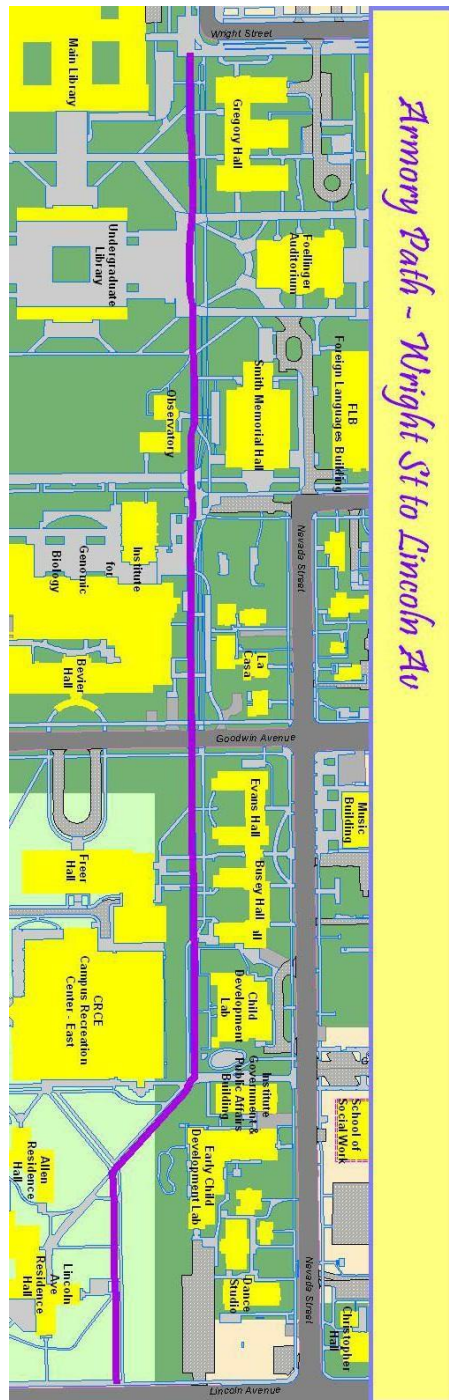 Armory Path - Wright St to Lincoln Av
Wright Street
Main Library
Gregory Hall
Undergraduate
Library
Foellinger
Auditorium
FLB
Foreign Languages Building
Smith Memorial Hall
Observatory
Nevada Street
Institute
for
Genomic
Biology
La
Casa
Bevier
Hall
Goodwin Avenue
Music
Building
Evans Hall
Busey Hall
all
Freer
Hall
CRCE
Campus Recreation
Center - East
Child
Development
Lab
Institute
Government &
Public Affairs
Building
School of
Social Work
Early Child
Development Lab
Allen
Residence
Hall
Lincoln
Ave
Residence
Hall
Dance
Studio
Nevada Street
Christopher
Hall
Lincoln Avenue